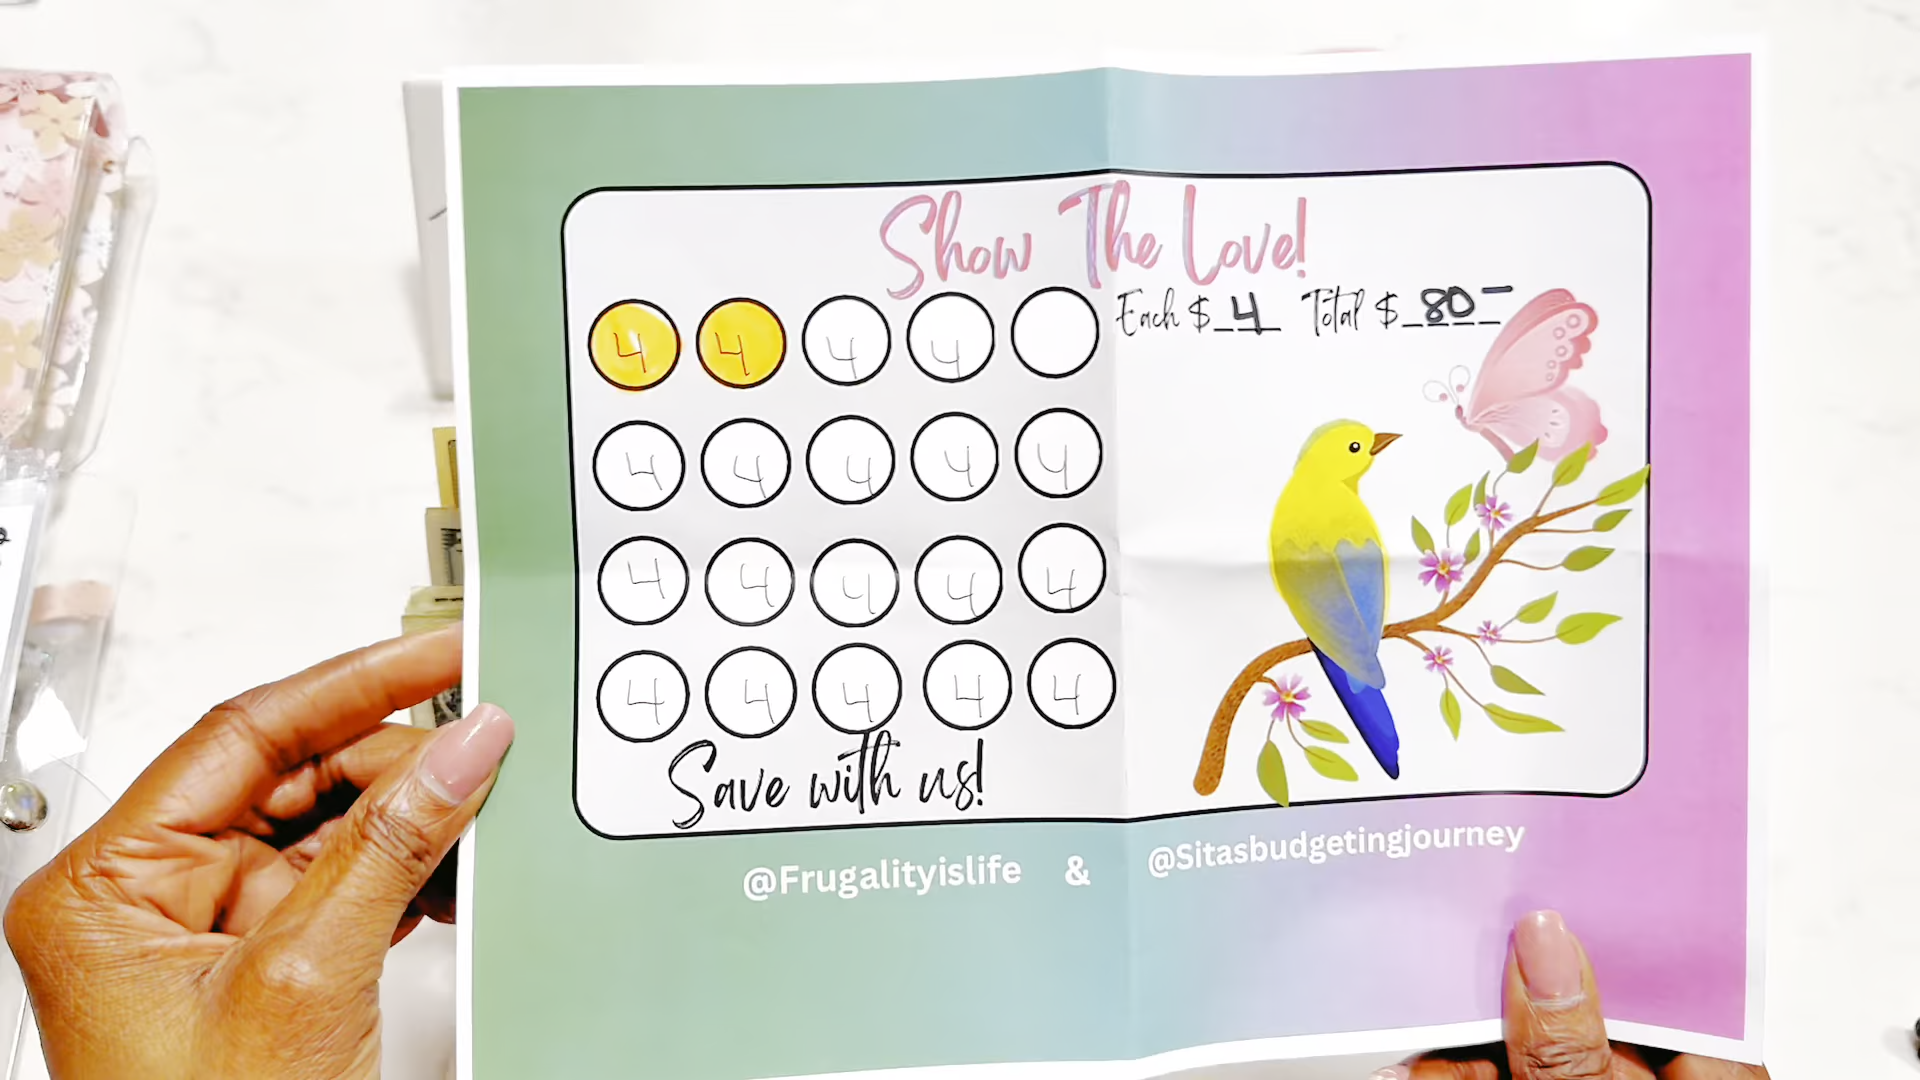 Show The Love!
Each $ 4 Total $ 80-
4 4 4 4
4 4 4 4 4
4 4 4 4 4
4 4 4 4 4
Save with us!
@Frugalityislife & @Sitasbudgetingjourney